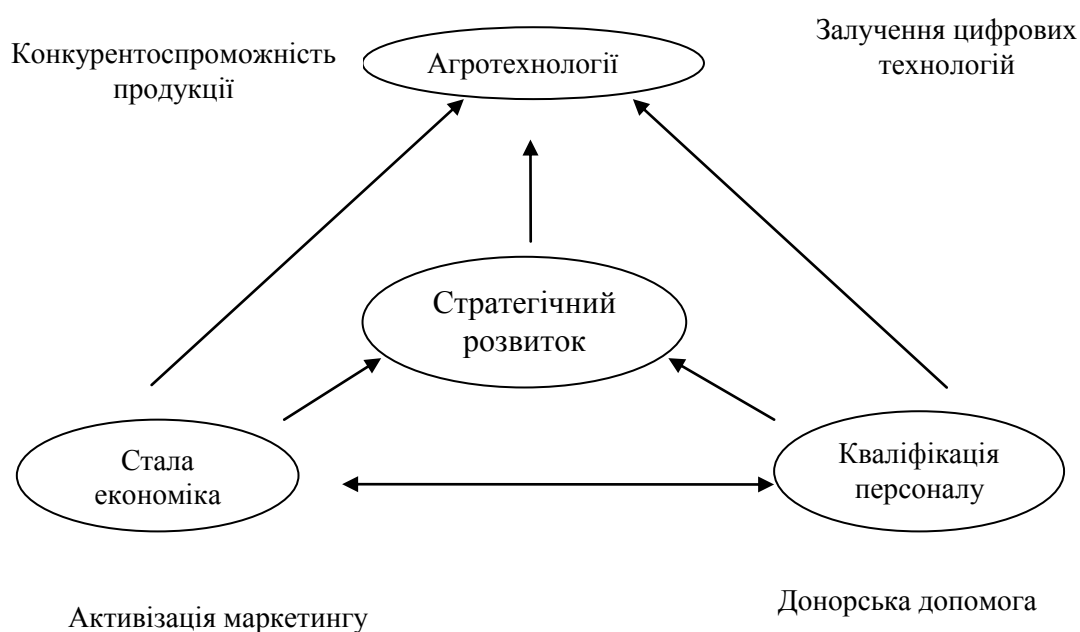 Конкурентоспроможність
продукції
Агротехнології
Залучення цифрових
технологій
Стратегічний
розвиток
Стала
економіка
Кваліфікація
персоналу
Активізація маркетингу
Донорська допомога